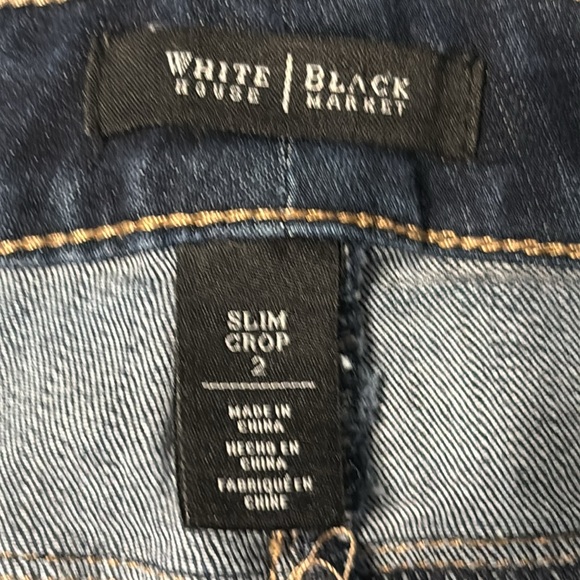 WHITE | BLACK
HOUSE MARKET
SLIM
CROP
2
MADE IN
CHINA
HECHO EN
CHINA
FABRIQUÉ EN
CHINE